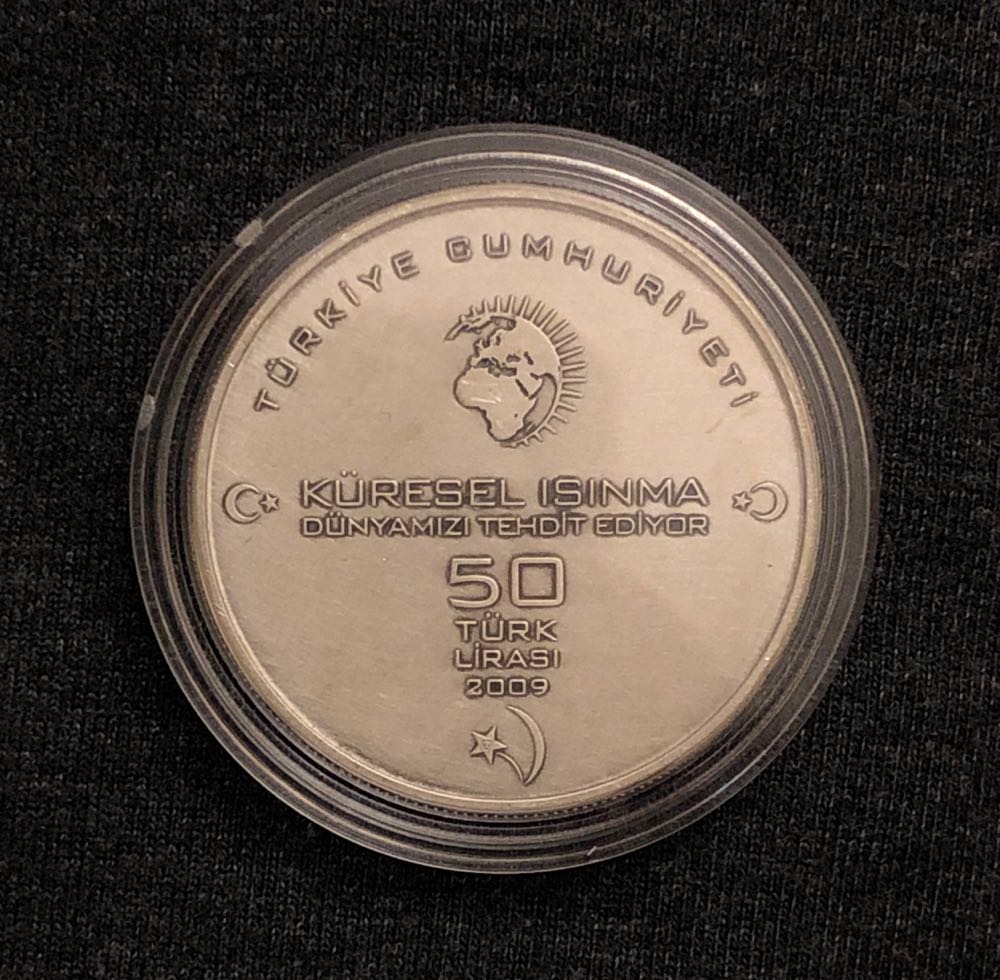 TÜRKİYE CUMHURİYETİ
KÜRESEL ISINMA
DÜNYAMIZI TEHDİT EDİYOR
50
TÜRK
LİRASI
2009